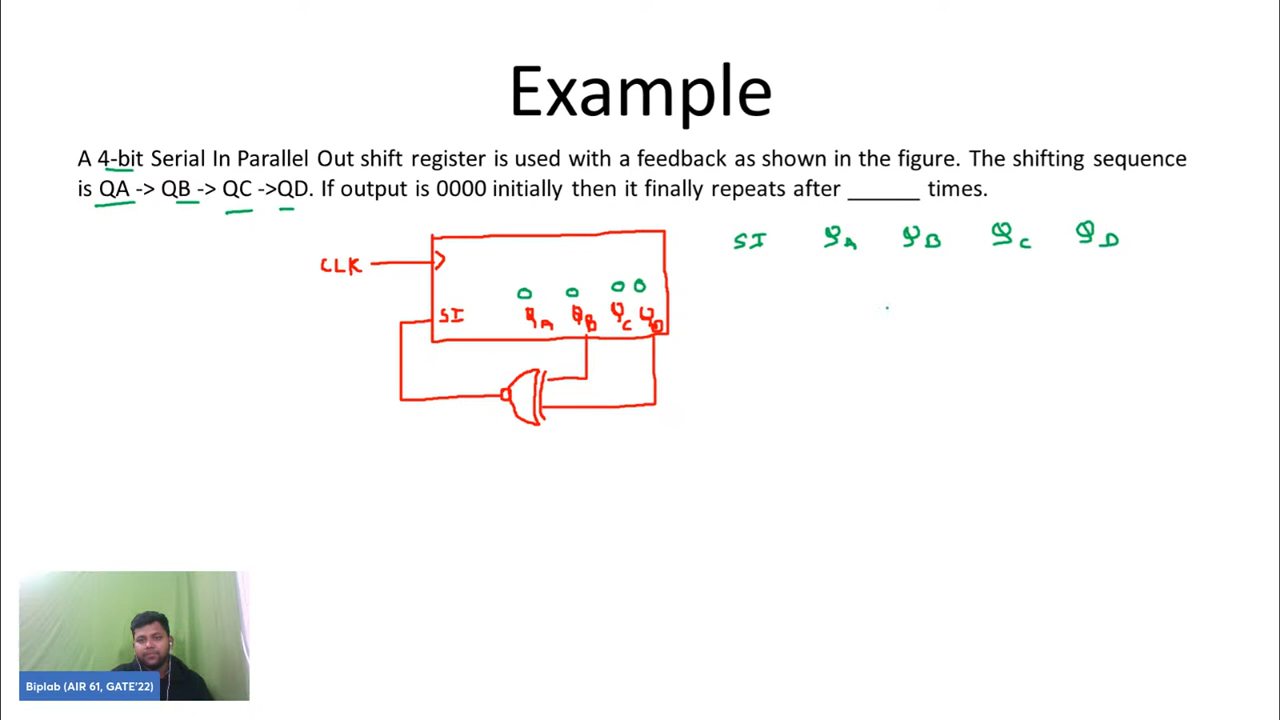 Example
A 4-bit Serial In Parallel Out shift register is used with a feedback as shown in the figure. The shifting sequence
is QA -> QB -> QC ->QD. If output is 0000 initially then it finally repeats after ______ times.
SI QA QB QC QD
CLK
0 0 0 0
SI QA QB QC QD
Biplab (AIR 61, GATE'22)